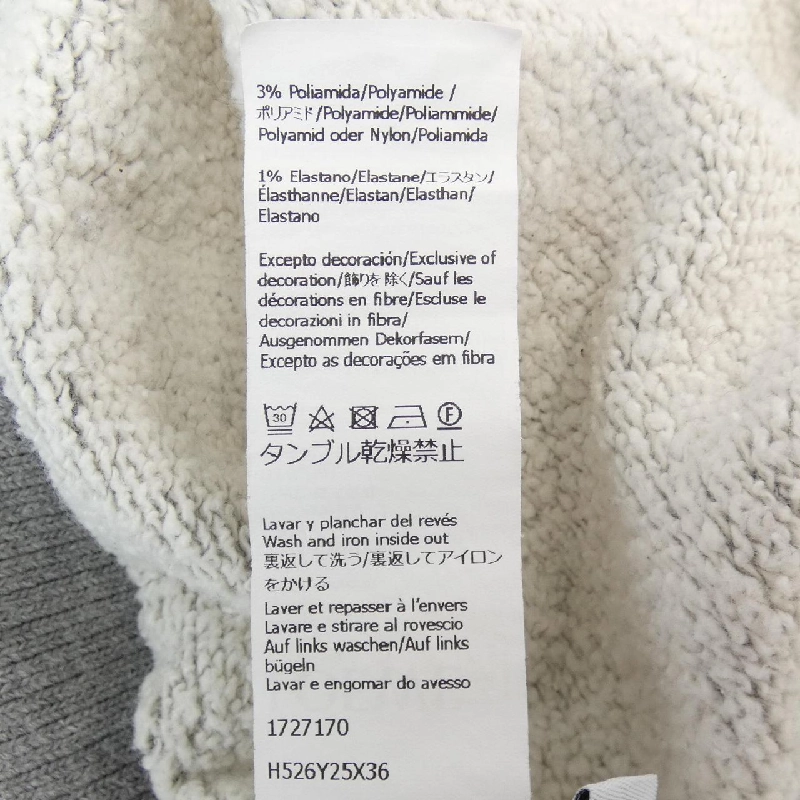 3% Poliamida/Polyamide /
ポリアミド/Polyamide/Poliammide/
Polyamid oder Nylon/Poliamida
1% Elastano/Elastane/エラスタン/
Élasthanne/Elastan/Elasthan/
Elastano
Excepto decoración/Exclusive of
decoration/飾りを除く/Sauf les
décorations en fibre/Escluse le
decorazioni in fibra/
Ausgenommen Dekorfasern/
Excepto as decorações em fibra
30 F
タンブル乾燥禁止
Lavar y planchar del revés
Wash and iron inside out
裏返して洗う/裏返してアイロン
をかける
Laver et repasser à l'envers
Lavare e stirare al rovescio
Auf links waschen/Auf links
bügeln
Lavar e engomar do avesso
1727170
H526Y25X36